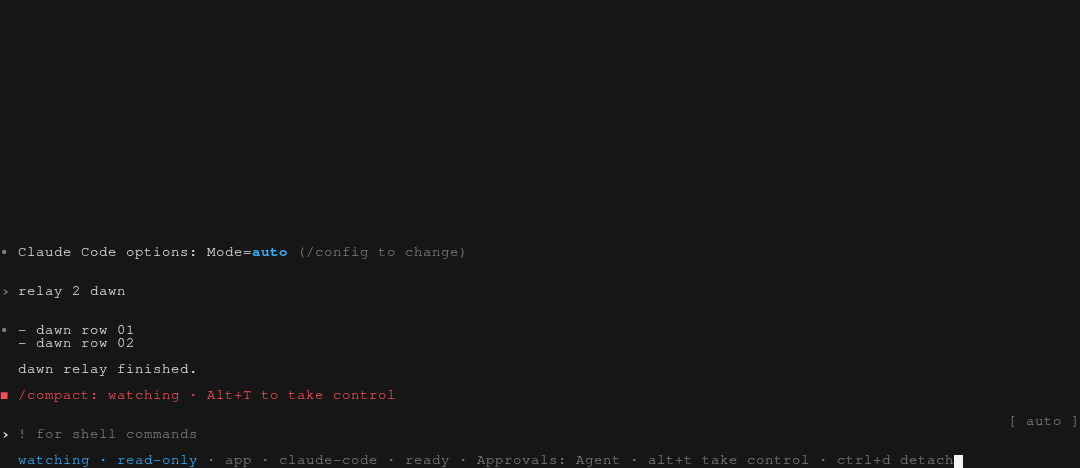 • Claude Code options: Mode=auto (/config to change)
› relay 2 dawn
• - dawn row 01
- dawn row 02
dawn relay finished.
■ /compact: watching · Alt+T to take control
[ auto ]
› ! for shell commands
watching · read-only · app · claude-code · ready · Approvals: Agent · alt+t take control · ctrl+d detach